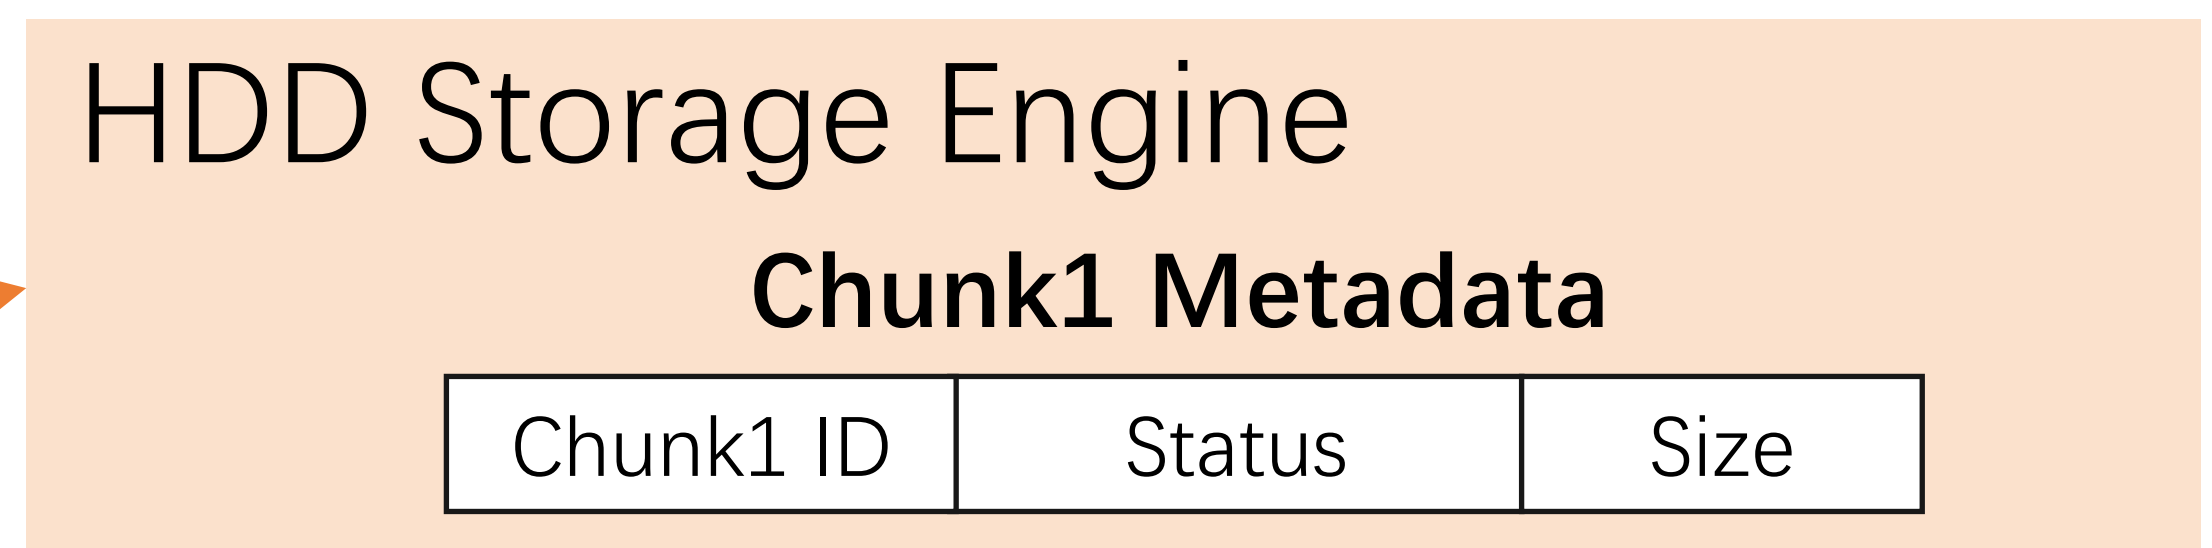 HDD Storage Engine
Chunk1 Metadata
Chunk1 ID Status Size